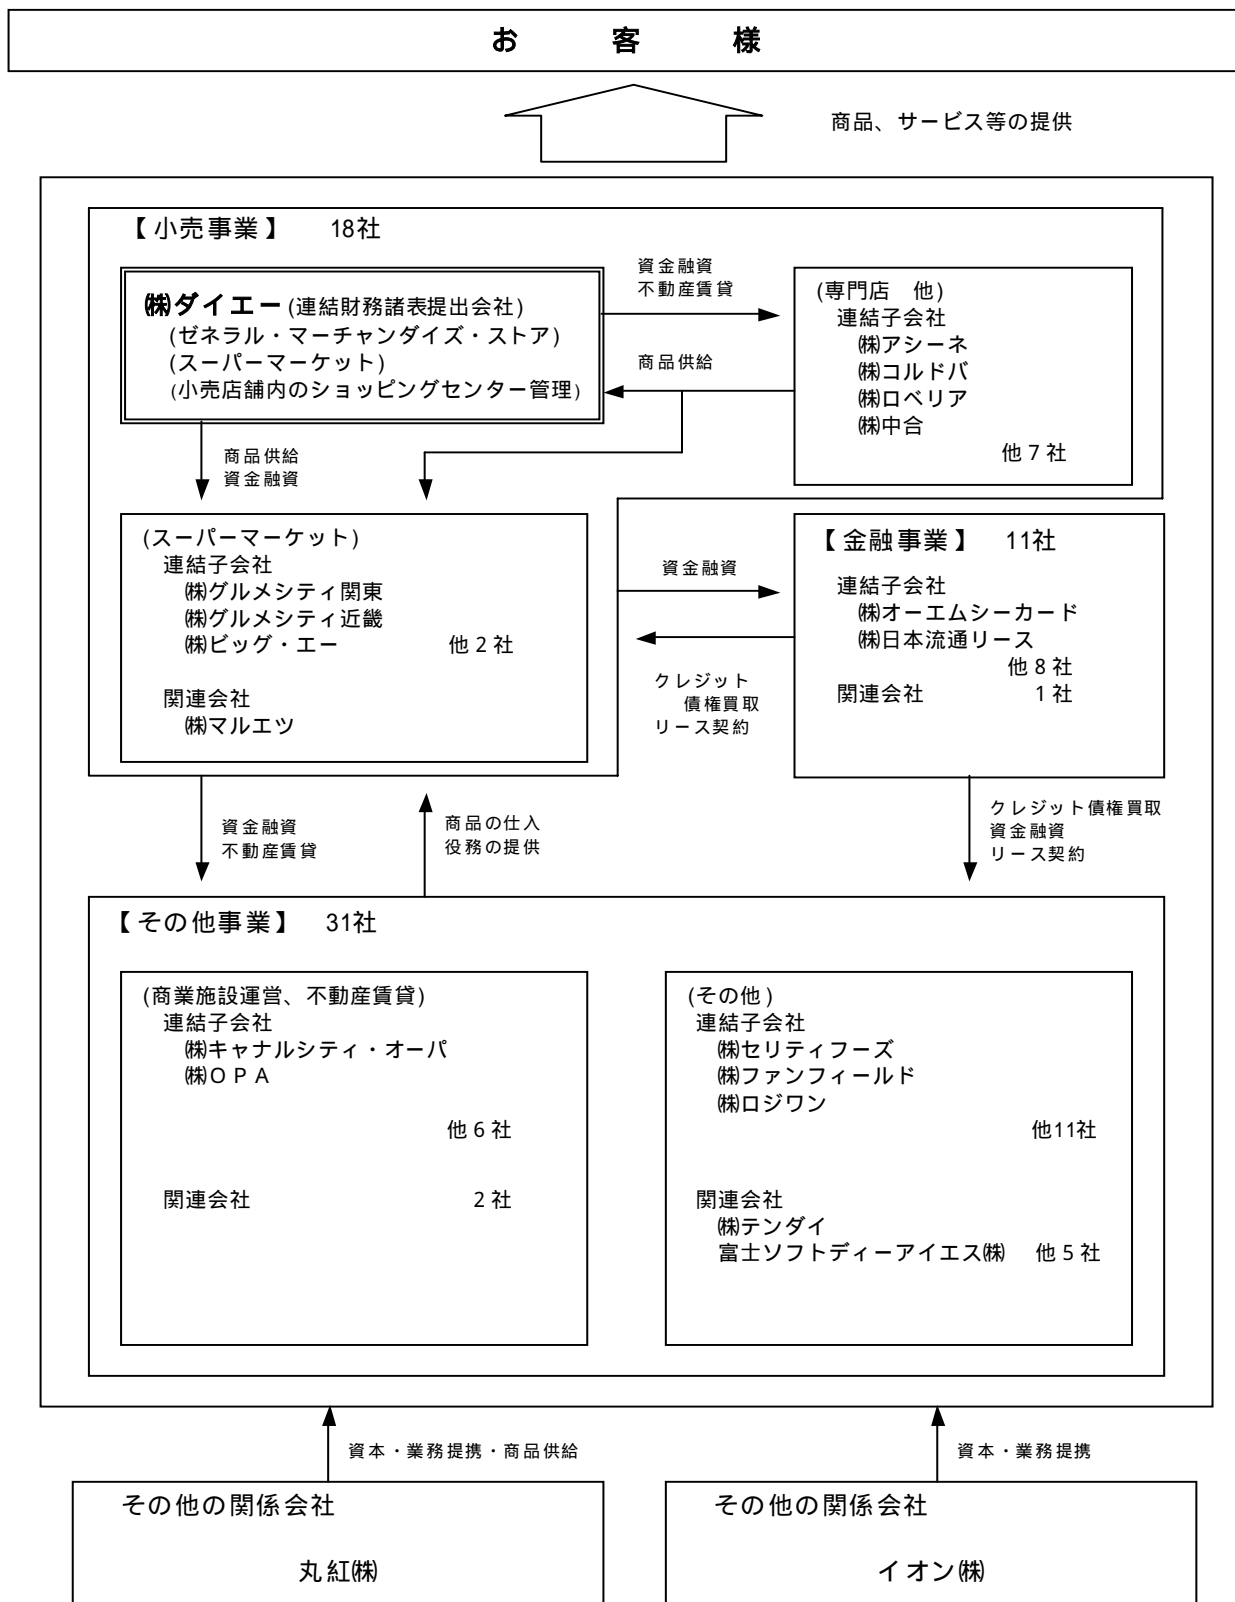 お客様
商品、サービス等の提供
【小売事業】 18社
㈱ダイエー(連結財務諸表提出会社)
(ゼネラル・マーチャンダイズ・ストア)
(スーパーマーケット)
(小売店舗内のショッピングセンター管理)
資金融資
不動産賃貸
商品供給
(専門店 他)
連結子会社
㈱アシーネ
㈱コルドバ
㈱ロベリア
㈱中合
他7社
商品供給
資金融資
(スーパーマーケット)
連結子会社
㈱グルメシティ関東
㈱グルメシティ近畿
㈱ビッグ・エー 他2社
関連会社
㈱マルエツ
資金融資
クレジット
債権買取
リース契約
【金融事業】 11社
連結子会社
㈱オーエムシーカード
㈱日本流通リース
他8社
関連会社 1社
資金融資
不動産賃貸
商品の仕入
役務の提供
クレジット債権買取
資金融資
リース契約
【その他事業】 31社
(商業施設運営、不動産賃貸)
連結子会社
㈱キャナルシティ・オーパ
㈱OPA
他6社
関連会社 2社
(その他)
連結子会社
㈱セリティフーズ
㈱ファンフィールド
㈱ロジワン
他11社
関連会社
㈱テンダイ
富士ソフトディーアイエス㈱ 他5社
資本・業務提携・商品供給
資本・業務提携
その他の関係会社
丸紅㈱
その他の関係会社
イオン㈱